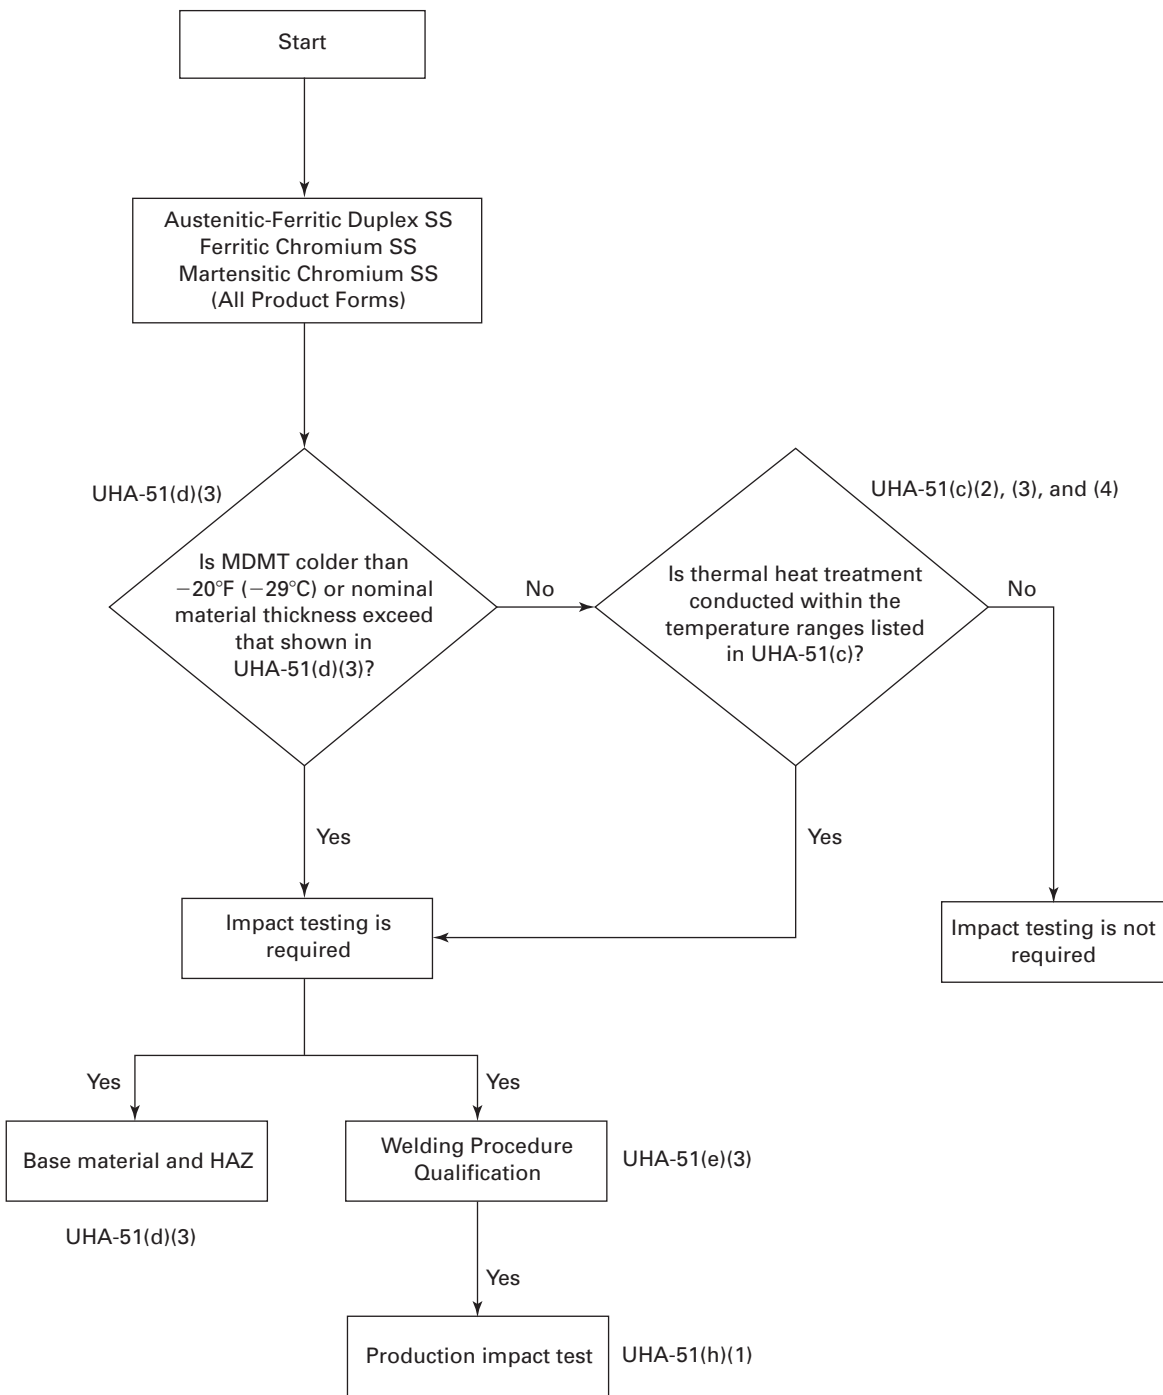 Start
Austenitic-Ferritic Duplex SS
Ferritic Chromium SS
Martensitic Chromium SS
(All Product Forms)
UHA-51(d)(3)
Is MDMT colder than
−20°F (−29°C) or nominal
material thickness exceed
that shown in
UHA-51(d)(3)?
No
UHA-51(c)(2), (3), and (4)
Is thermal heat treatment
conducted within the
temperature ranges listed
in UHA-51(c)?
No
Yes
Yes
Impact testing is
required
Impact testing is not
required
Yes
Yes
Base material and HAZ
UHA-51(d)(3)
Welding Procedure
Qualification
UHA-51(e)(3)
Yes
Production impact test
UHA-51(h)(1)